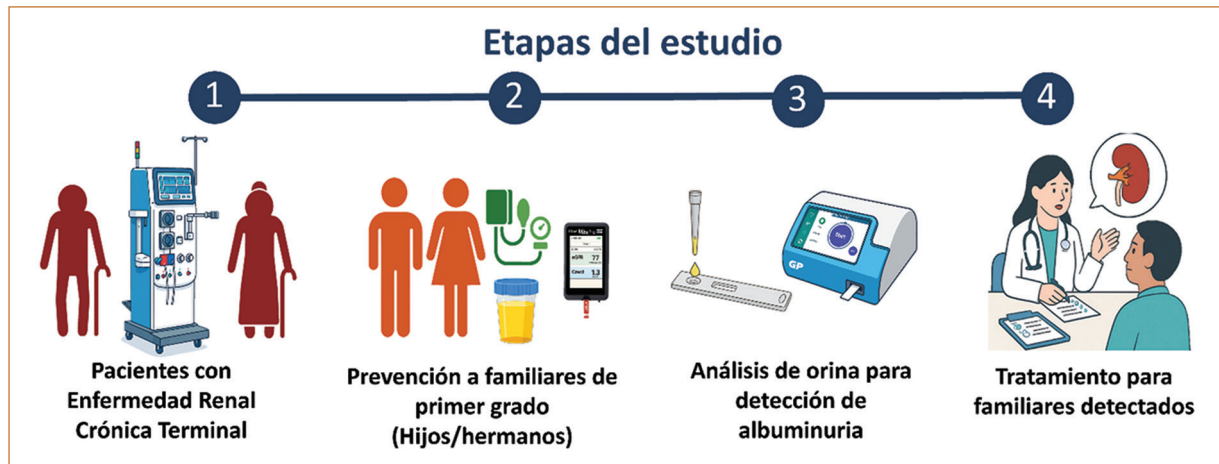 Etapas del estudio
1
2
3
4
eGFR
77
Creat
1.3
GP
Pacientes con
Enfermedad Renal
Crónica Terminal
Prevención a familiares de
primer grado
(Hijos/hermanos)
Análisis de orina para
detección de
albuminuria
Tratamiento para
familiares detectados